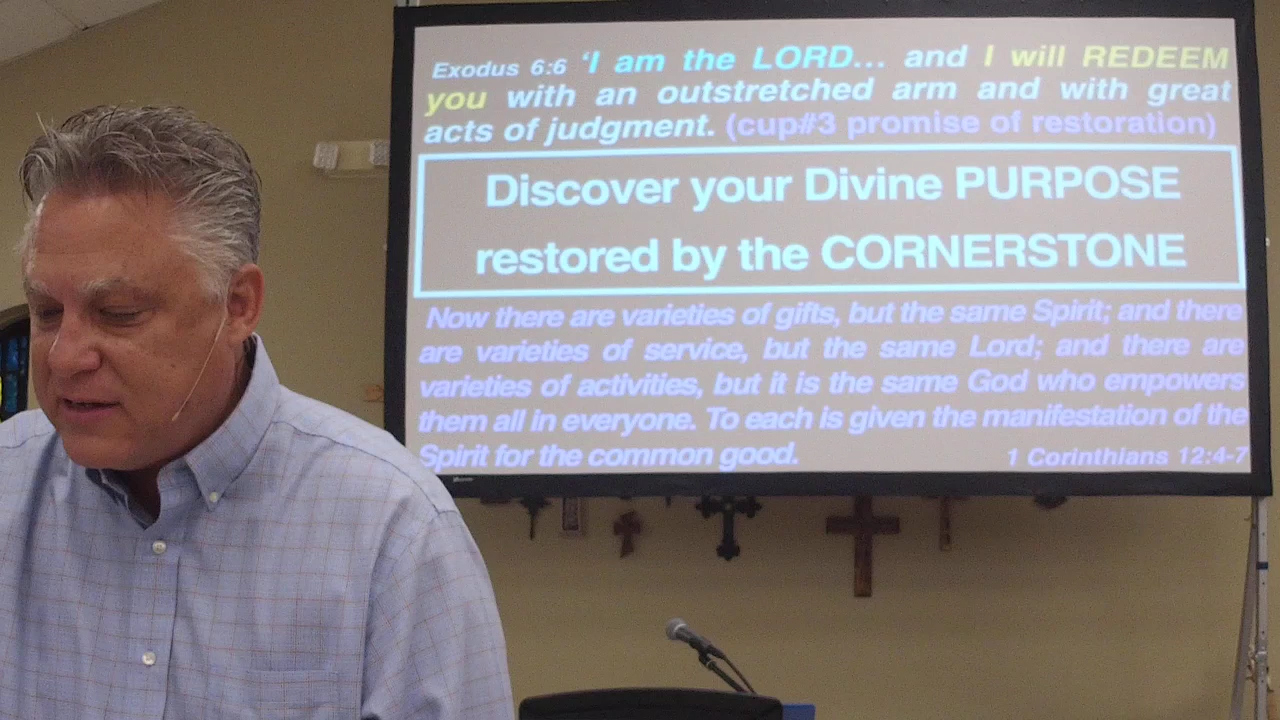 Exodus 6:6 ‘I am the LORD... and I will REDEEM
you with an outstretched arm and with great
acts of judgment. (cup#3 promise of restoration)
Discover your Divine PURPOSE
restored by the CORNERSTONE
Now there are varieties of gifts, but the same Spirit; and there
are varieties of service, but the same Lord; and there are
varieties of activities, but it is the same God who empowers
them all in everyone. To each is given the manifestation of the
Spirit for the common good. 1 Corinthians 12:4-7